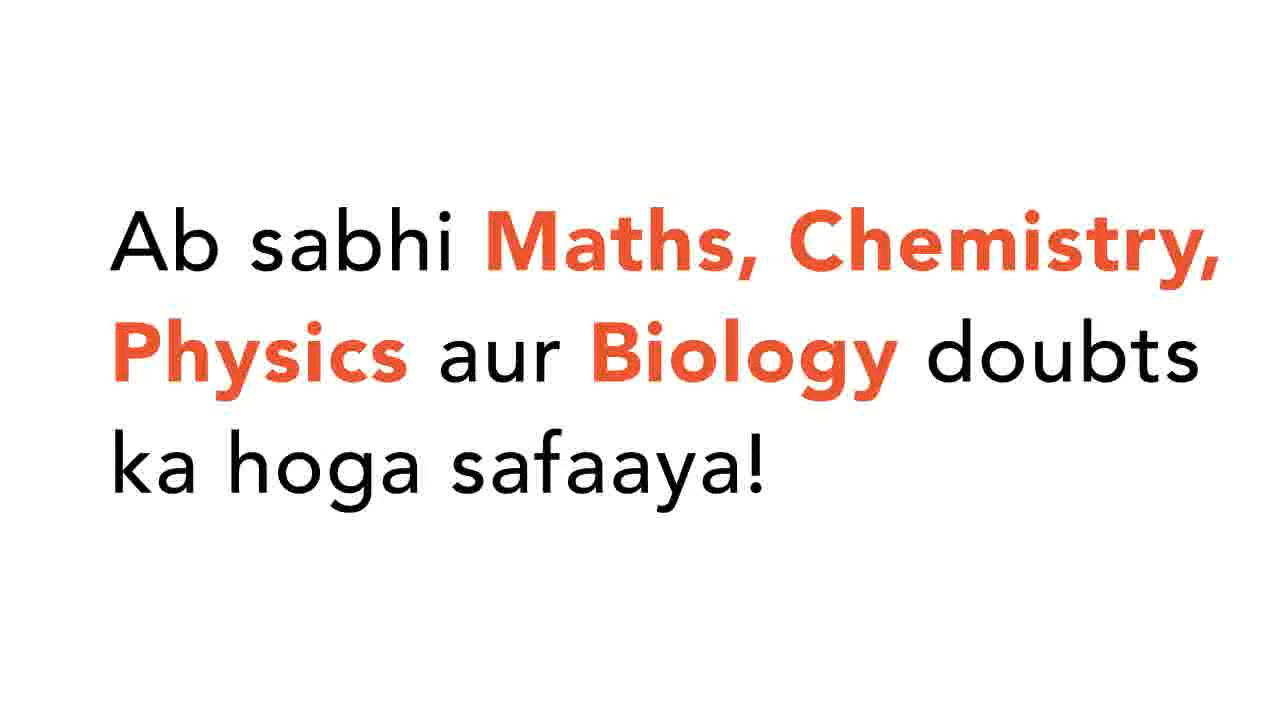 Ab sabhi Maths, Chemistry,
Physics aur Biology doubts
ka hoga safaaya!